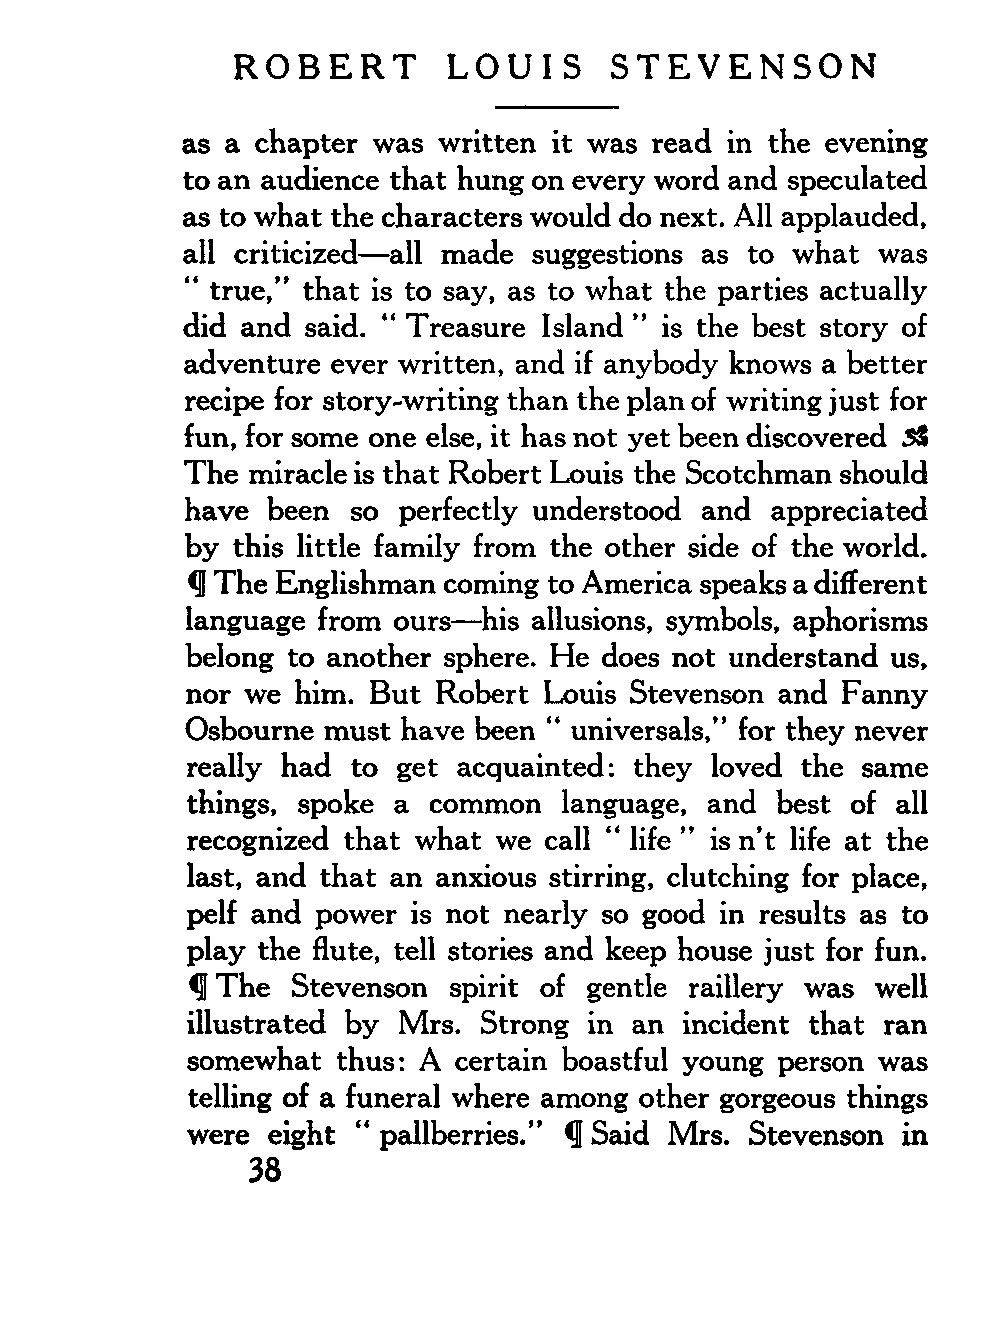 ROBERT LOUIS STEVENSON
as a chapter was written it was read in the evening
to an audience that hung on every word and speculated
as to what the characters would do next. All applauded,
all criticized—all made suggestions as to what was
“ true,” that is to say, as to what the parties actually
did and said. “ Treasure Island ” is the best story of
adventure ever written, and if anybody knows a better
recipe for story-writing than the plan of writing just for
fun, for some one else, it has not yet been discovered
The miracle is that Robert Louis the Scotchman should
have been so perfectly understood and appreciated
by this little family from the other side of the world.
¶ The Englishman coming to America speaks a different
language from ours—his allusions, symbols, aphorisms
belong to another sphere. He does not understand us,
nor we him. But Robert Louis Stevenson and Fanny
Osbourne must have been “ universals,” for they never
really had to get acquainted: they loved the same
things, spoke a common language, and best of all
recognized that what we call “ life ” is n’t life at the
last, and that an anxious stirring, clutching for place,
pelf and power is not nearly so good in results as to
play the flute, tell stories and keep house just for fun.
¶ The Stevenson spirit of gentle raillery was well
illustrated by Mrs. Strong in an incident that ran
somewhat thus: A certain boastful young person was
telling of a funeral where among other gorgeous things
were eight “ pallberries.” ¶ Said Mrs. Stevenson in
38